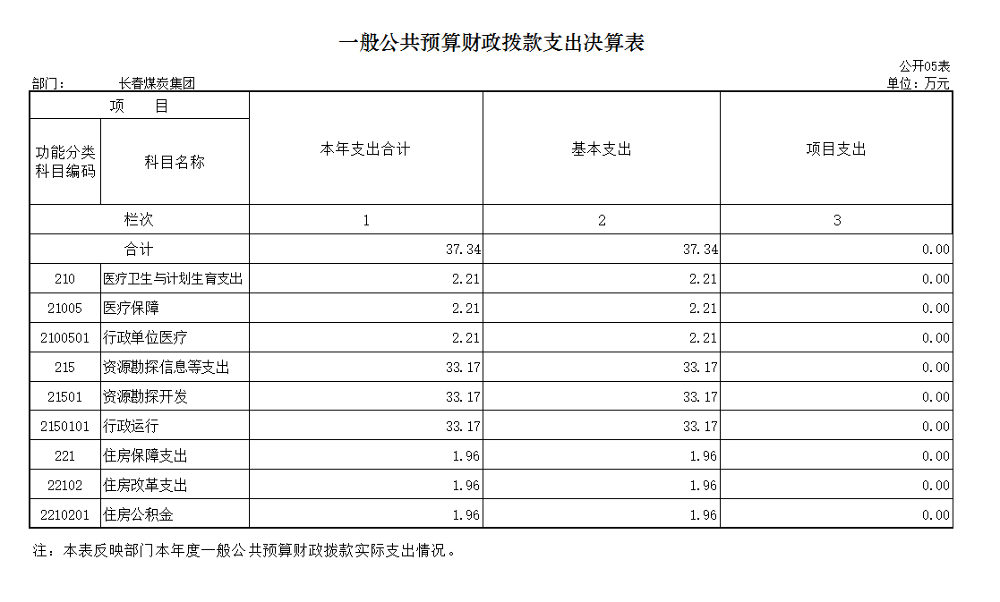 一般公共预算财政拨款支出决算表
公开05表
部门： 长春煤炭集团 单位：万元
项 目 本年支出合计 基本支出 项目支出
功能分类科目编码 科目名称
栏次 1 2 3
合计 37.34 37.34 0.00
210 医疗卫生与计划生育支出 2.21 2.21 0.00
21005 医疗保障 2.21 2.21 0.00
2100501 行政单位医疗 2.21 2.21 0.00
215 资源勘探信息等支出 33.17 33.17 0.00
21501 资源勘探开发 33.17 33.17 0.00
2150101 行政运行 33.17 33.17 0.00
221 住房保障支出 1.96 1.96 0.00
22102 住房改革支出 1.96 1.96 0.00
2210201 住房公积金 1.96 1.96 0.00
注：本表反映部门本年度一般公共预算财政拨款实际支出情况。